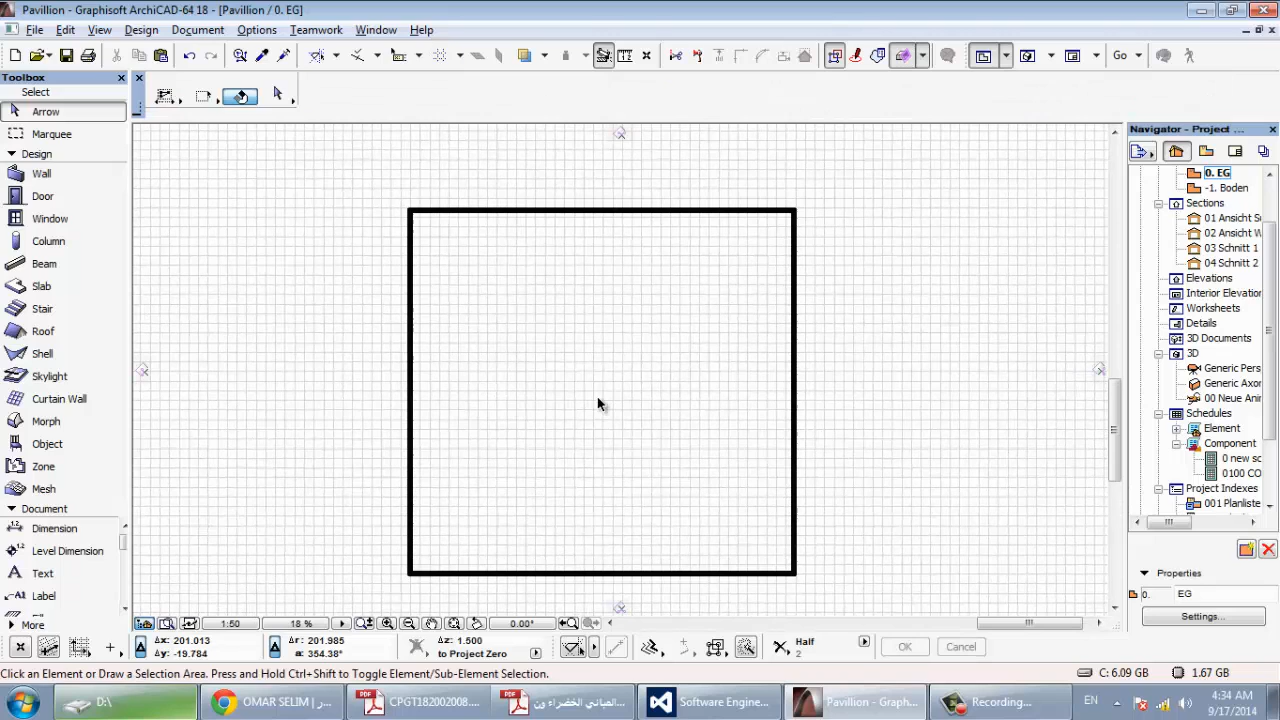 Pavillion - Graphisoft ArchiCAD-64 18 - [Pavillion / 0. EG]
File Edit View Design Document Options Teamwork Window Help
Go
Toolbox
Select
Arrow
Marquee
Design
Wall
Door
Window
Column
Beam
Slab
Stair
Roof
Shell
Skylight
Curtain Wall
Morph
Object
Zone
Mesh
Document
Dimension
Level Dimension
Text
Label
More
Navigator - Project ...
0. EG
-1. Boden
Sections
01 Ansicht S
02 Ansicht W
03 Schnitt 1
04 Schnitt 2
Elevations
Interior Elevation
Worksheets
Details
3D Documents
3D
Generic Pers
Generic Axon
00 Neue Ani
Schedules
Element
Component
0 new sc
0100 CO
Project Indexes
001 Planliste
Properties
0. EG
Settings...
1:50 18 % 0.00°
Δx: 201.013 Δr: 201.985 Δz: 1.500 Half
Δy: -19.784 a: 354.38° to Project Zero 2
OK Cancel
Click an Element or Draw a Selection Area. Press and Hold Ctrl+Shift to Toggle Element/Sub-Element Selection.
C: 6.09 GB 1.67 GB
D:\ OMAR SELIM | ر... CPGT182002008.... المباني الخضراء ون... Software Engine... Pavillion - Graph... Recording... EN 4:34 AM
9/17/2014